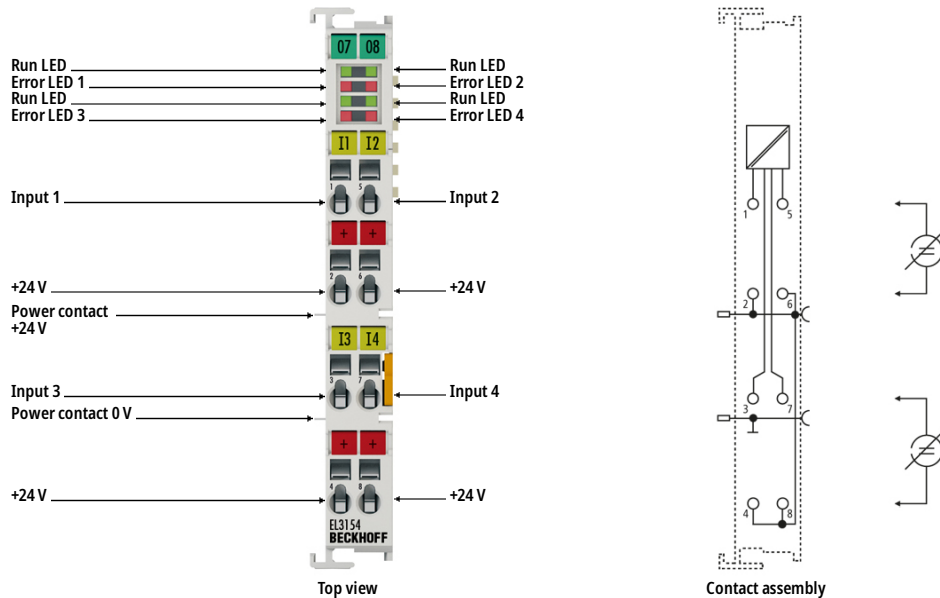 07 08
Run LED
Run LED
Error LED 1
Error LED 2
Run LED
Run LED
Error LED 3
Error LED 4
I1 I2
1 5
Input 1
Input 2
1 5
+ +
2 6
+24 V
+24 V
2 6
Power contact
+24 V
I3 I4
3 7
Input 3
Input 4
3 7
Power contact 0 V
+ +
4 8
+24 V
+24 V
4 8
EL3154
BECKHOFF
Top view
Contact assembly